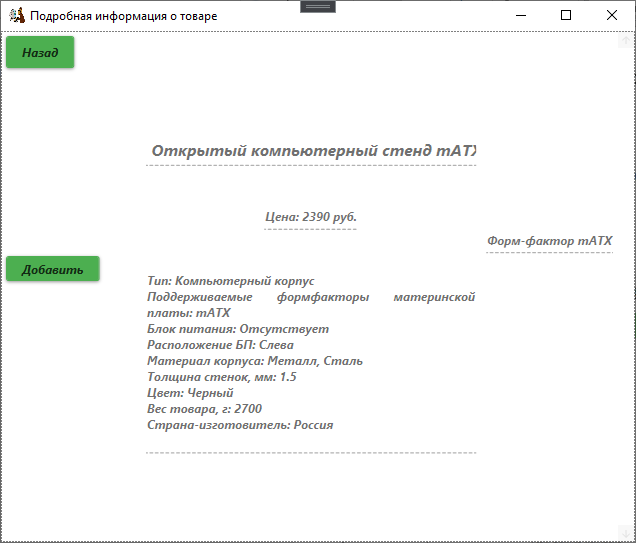 Подробная информация о товаре
Назад
Открытый компьютерный стенд mATX
Цена: 2390 руб.
Форм-фактор mATX
Добавить
Тип: Компьютерный корпус
Поддерживаемые формфакторы материнской
платы: mATX
Блок питания: Отсутствует
Расположение БП: Слева
Материал корпуса: Металл, Сталь
Толщина стенок, мм: 1.5
Цвет: Черный
Вес товара, г: 2700
Страна-изготовитель: Россия